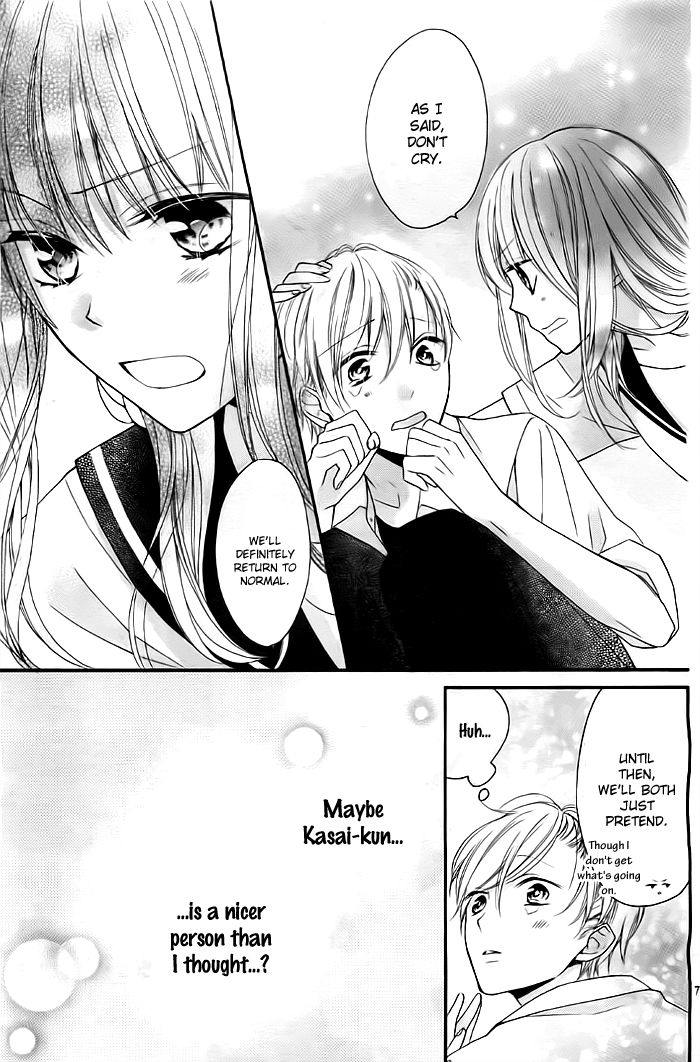 AS I
SAID,
DON'T
CRY.
WE'LL
DEFINITELY
RETURN TO
NORMAL.
UNTIL
THEN,
WE'LL BOTH
JUST
PRETEND.
Though I
don't get
what's going
on.
Huh...
Maybe
Kasai-kun...
...is a nicer
person than
I thought...?
7